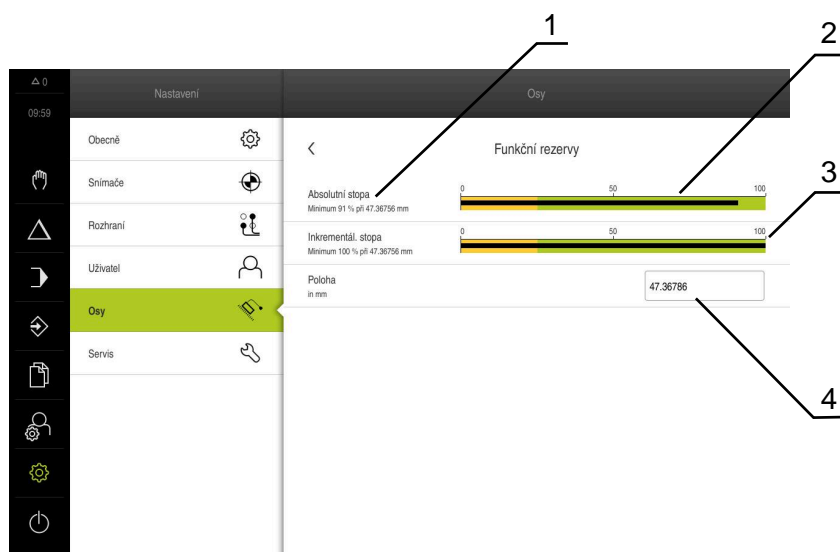 1
2
△ 0
Nastavení
Osy
09:59
Obecně
Funkční rezervy
Snímače
Absolutní stopa
Minimum 91 % při 47.36756 mm
0 50 100
3
Rozhraní
Inkrementál. stopa
Minimum 100 % při 47.36756 mm
0 50 100
Uživatel
Poloha
in mm
47.36786
Osy
Servis
4